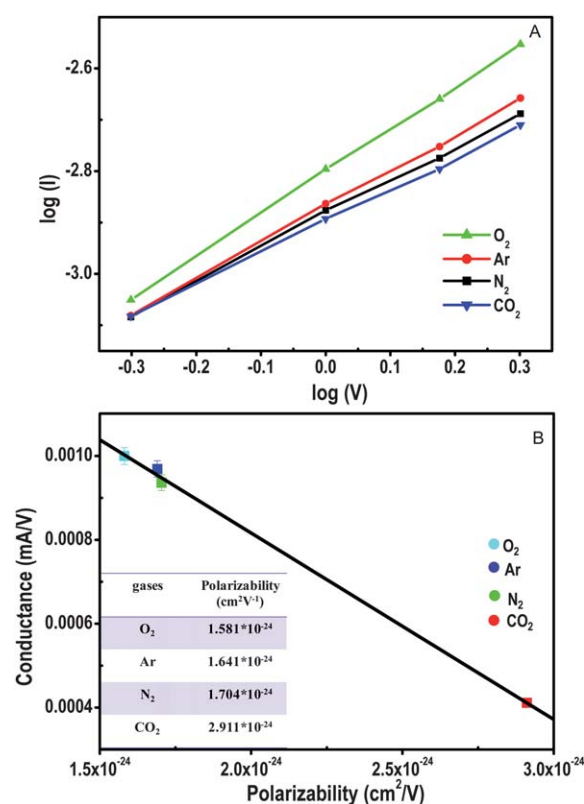 A
-2.6
-2.8
-3.0
log (I)
O₂
Ar
N₂
CO₂
-0.3 -0.2 -0.1 0.0 0.1 0.2 0.3
log (V)
B
0.0010
0.0008
0.0006
0.0004
Conductance (mA/V)
O₂
Ar
N₂
CO₂
gases Polarizability
(cm²V⁻¹)
O₂ 1.581*10⁻²⁴
Ar 1.641*10⁻²⁴
N₂ 1.704*10⁻²⁴
CO₂ 2.911*10⁻²⁴
1.5x10⁻²⁴ 2.0x10⁻²⁴ 2.5x10⁻²⁴ 3.0x10⁻²⁴
Polarizability (cm²/V)